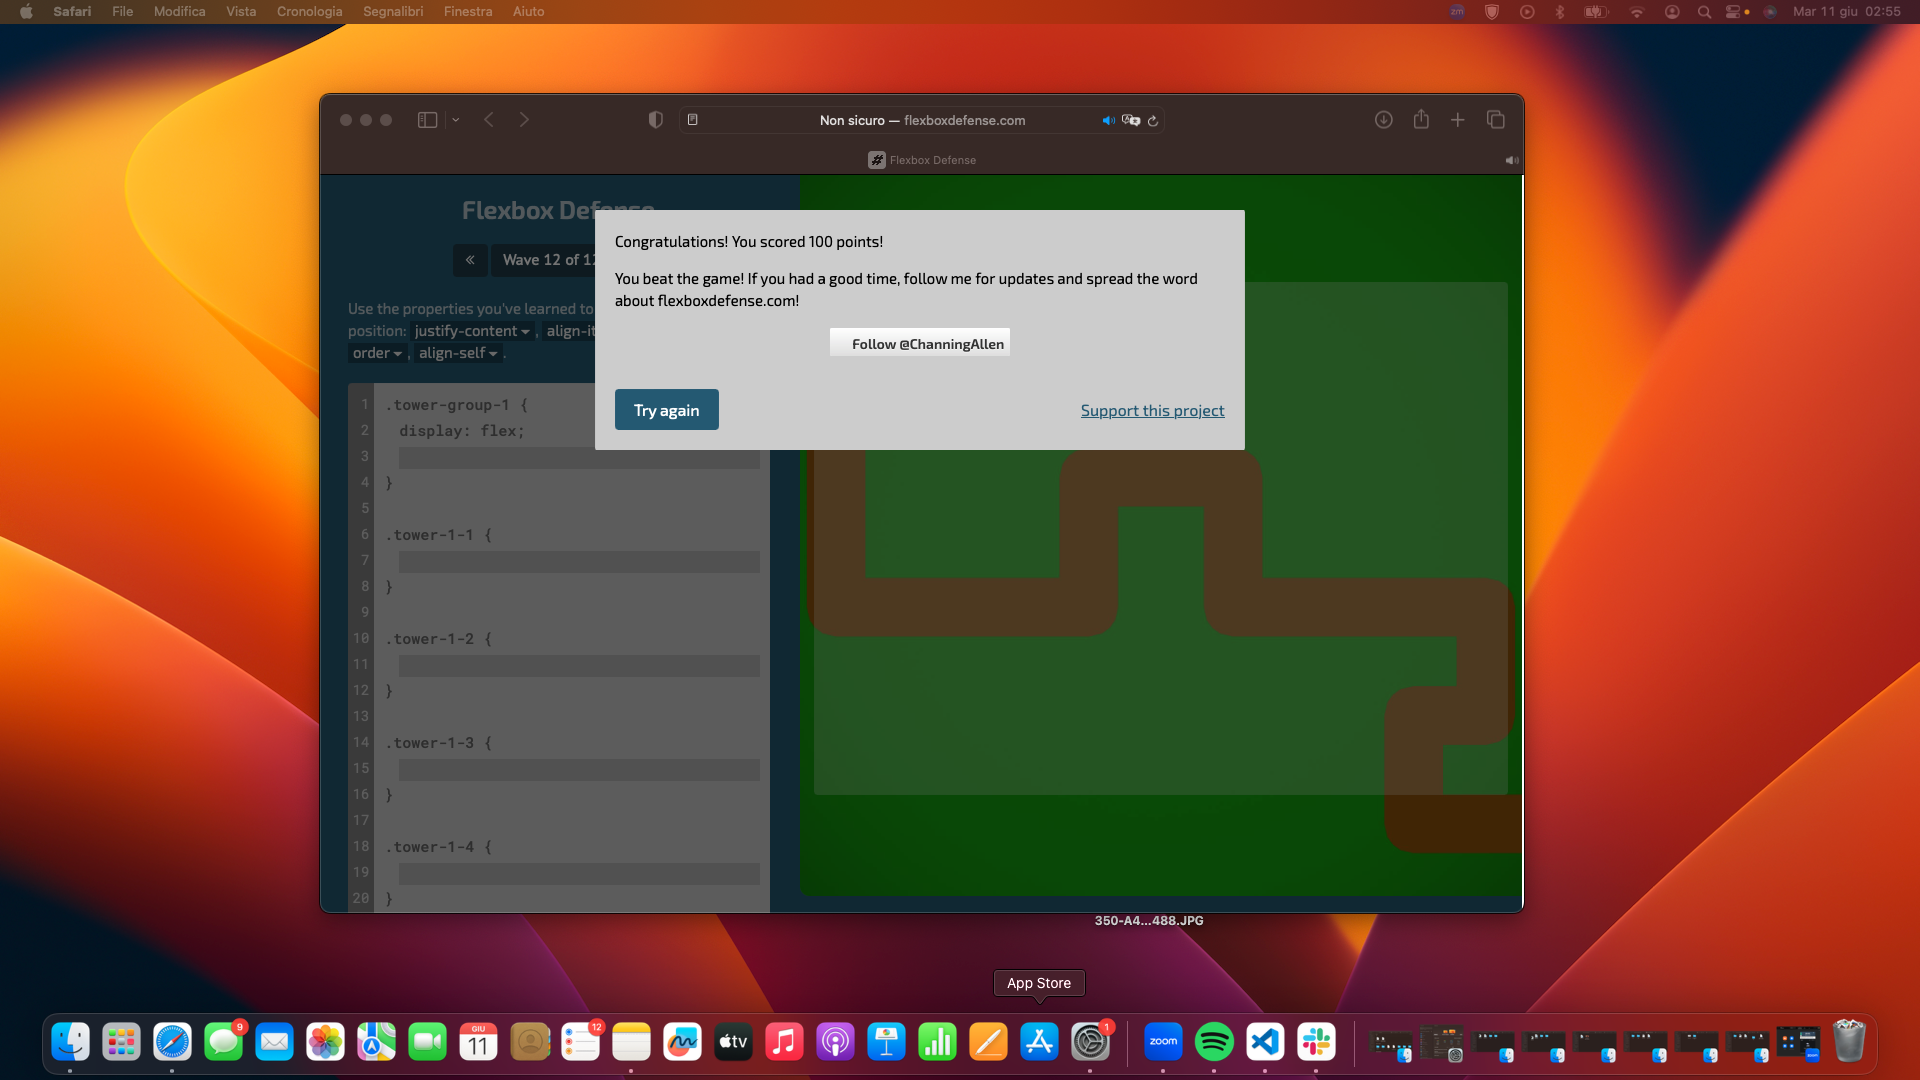 Safari File Modifica Vista Cronologia Segnalibri Finestra Aiuto
zm
Mar 11 giu 02:55
Non sicuro — flexboxdefense.com
# Flexbox Defense
Flexbox Defense
« Wave 12 of 12
Use the properties you've learned to
position: justify-content , align-it
order , align-self .
1 .tower-group-1 {
2 display: flex;
3
4 }
5
6 .tower-1-1 {
7
8 }
9
10 .tower-1-2 {
11
12 }
13
14 .tower-1-3 {
15
16 }
17
18 .tower-1-4 {
19
20 }
Congratulations! You scored 100 points!
You beat the game! If you had a good time, follow me for updates and spread the word
about flexboxdefense.com!
Follow @ChanningAllen
Try again
Support this project
350-A4...488.JPG
App Store
9
GIU
11
12
tv
1
zoom